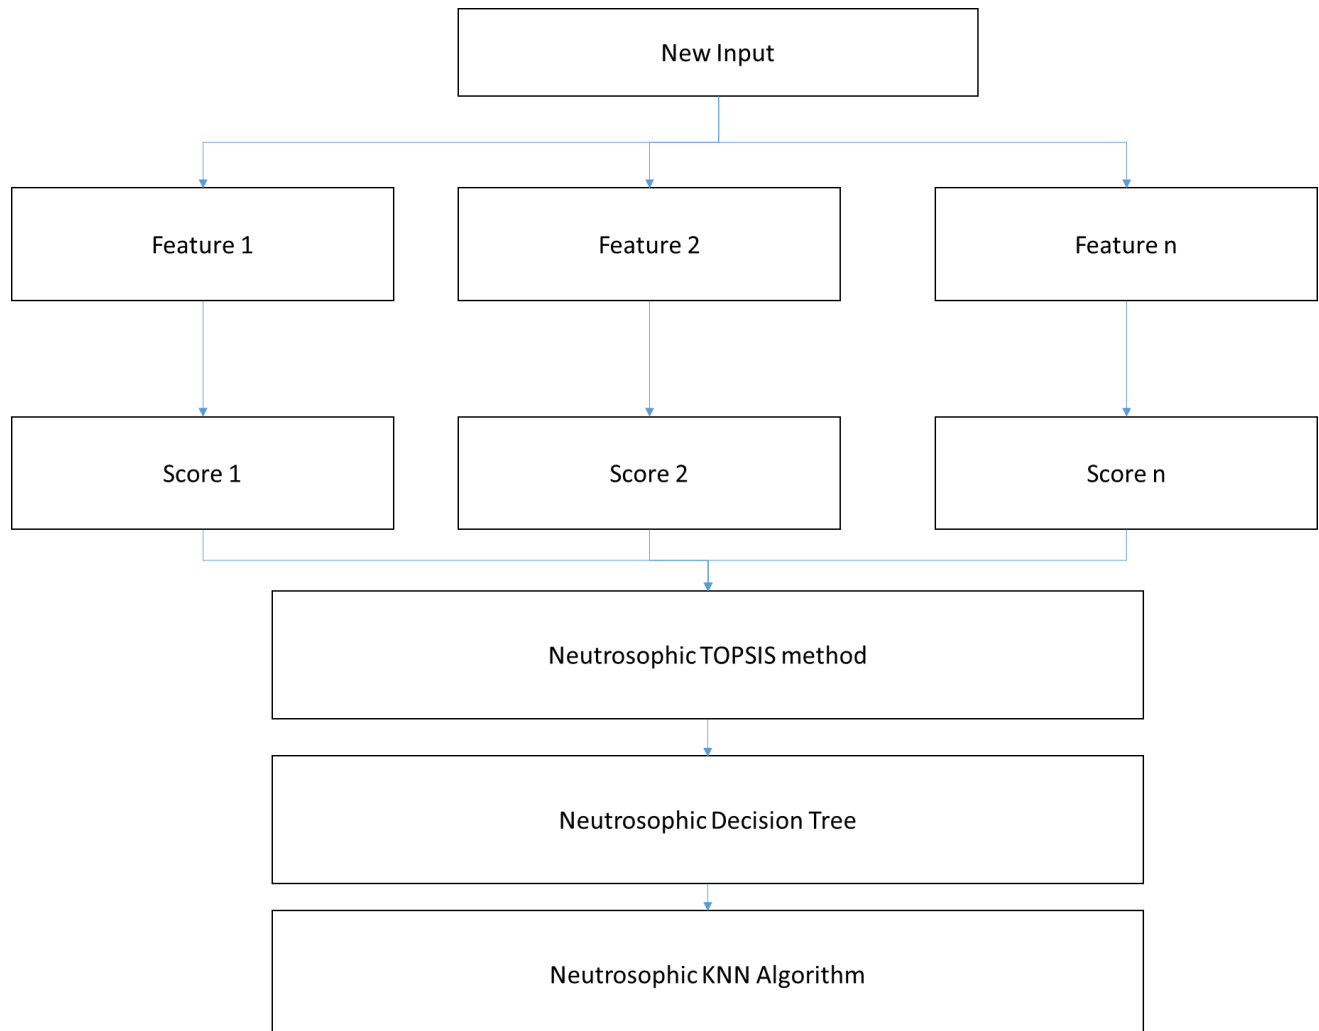 New Input
Feature 1
Feature 2
Feature n
Score 1
Score 2
Score n
Neutrosophic TOPSIS method
Neutrosophic Decision Tree
Neutrosophic KNN Algorithm